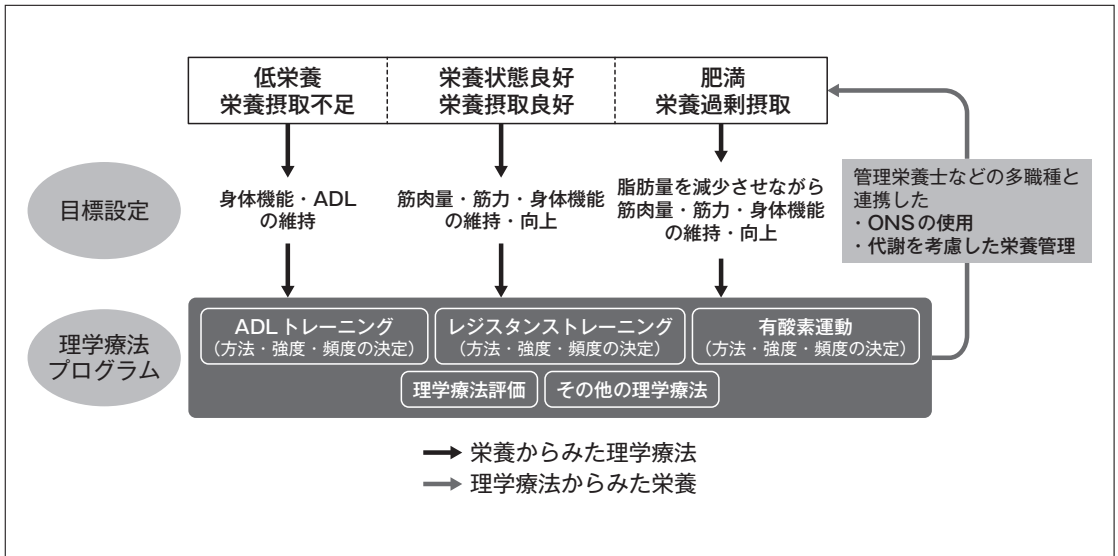 低栄養
栄養摂取不足
栄養状態良好
栄養摂取良好
肥満
栄養過剰摂取
目標設定
身体機能・ADL
の維持
筋肉量・筋力・身体機能
の維持・向上
脂肪量を減少させながら
筋肉量・筋力・身体機能
の維持・向上
管理栄養士などの多職種と
連携した
・ONSの使用
・代謝を考慮した栄養管理
理学療法
プログラム
ADLトレーニング
（方法・強度・頻度の決定）
レジスタンストレーニング
（方法・強度・頻度の決定）
有酸素運動
（方法・強度・頻度の決定）
理学療法評価
その他の理学療法
栄養からみた理学療法
理学療法からみた栄養